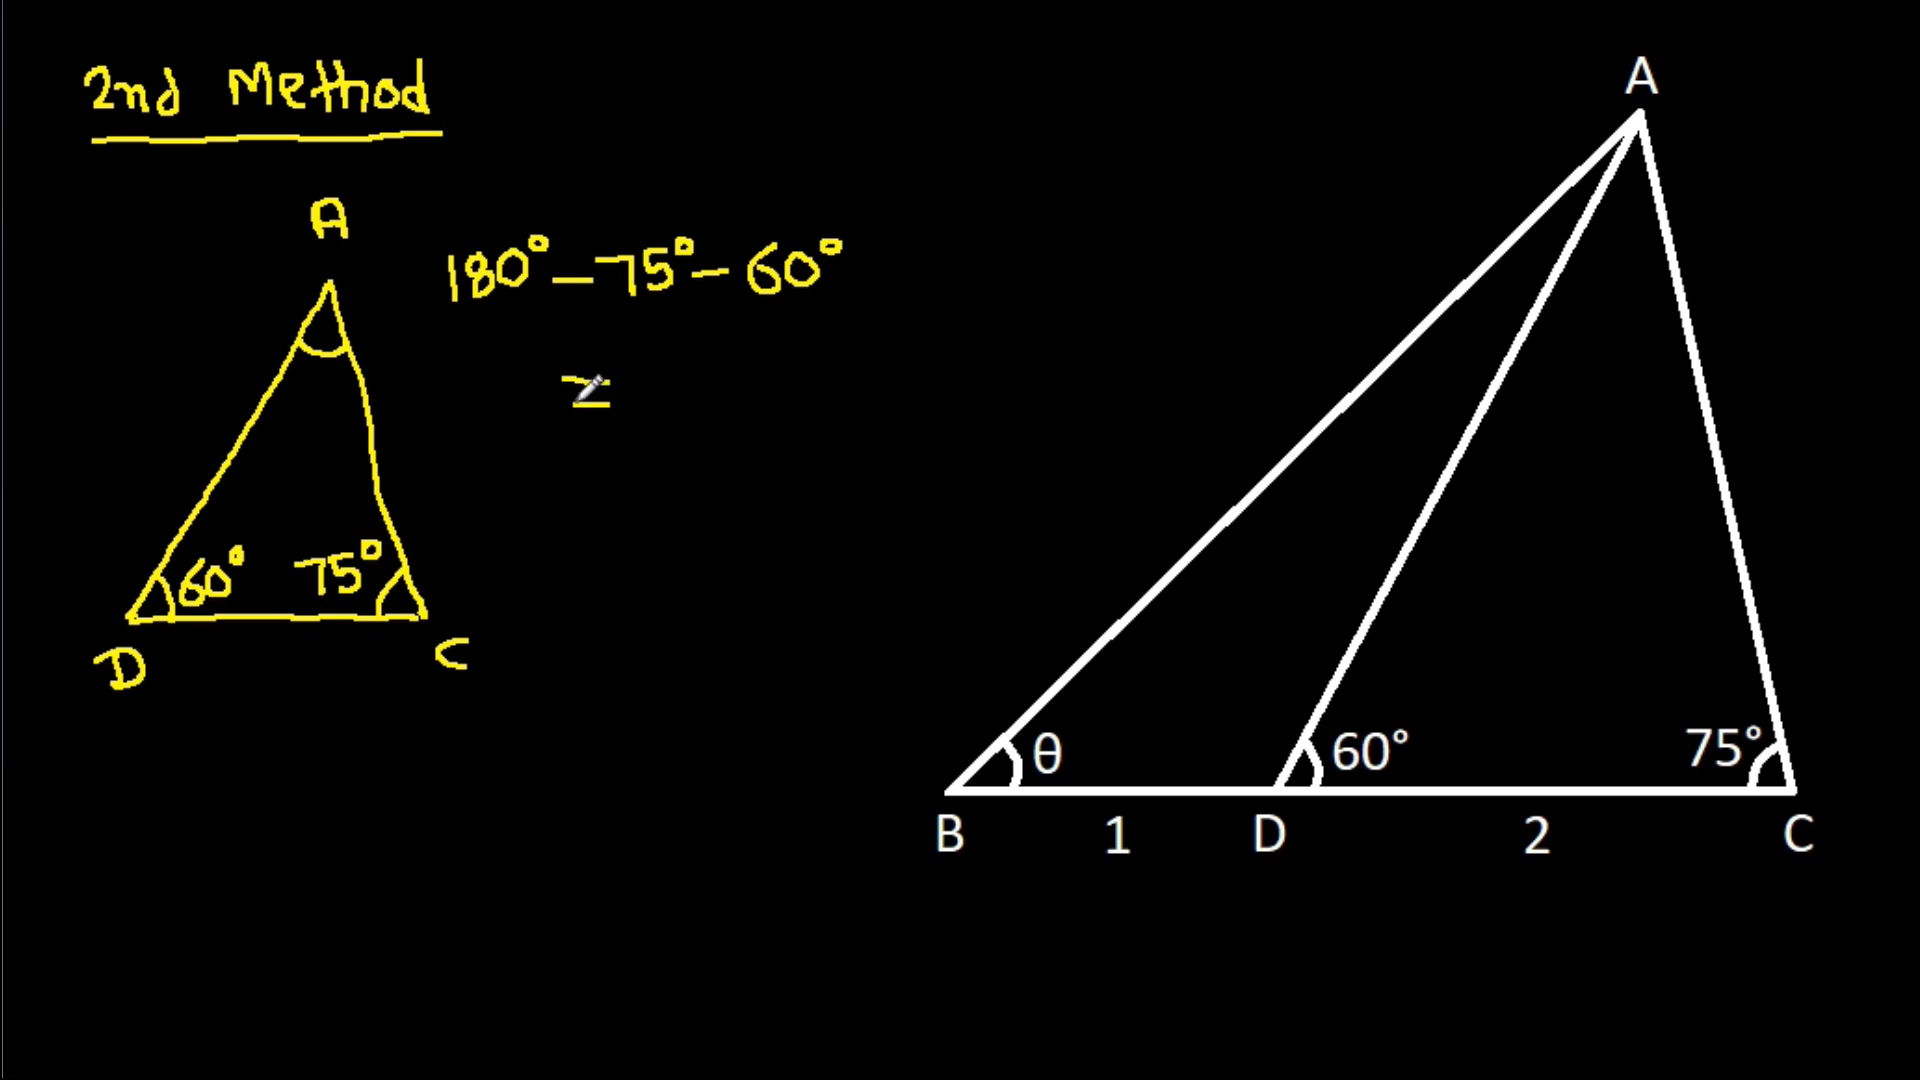 2nd Method
A
180°-75°-60°
=
60° 75°
D C
A
θ 60° 75°
B 1 D 2 C